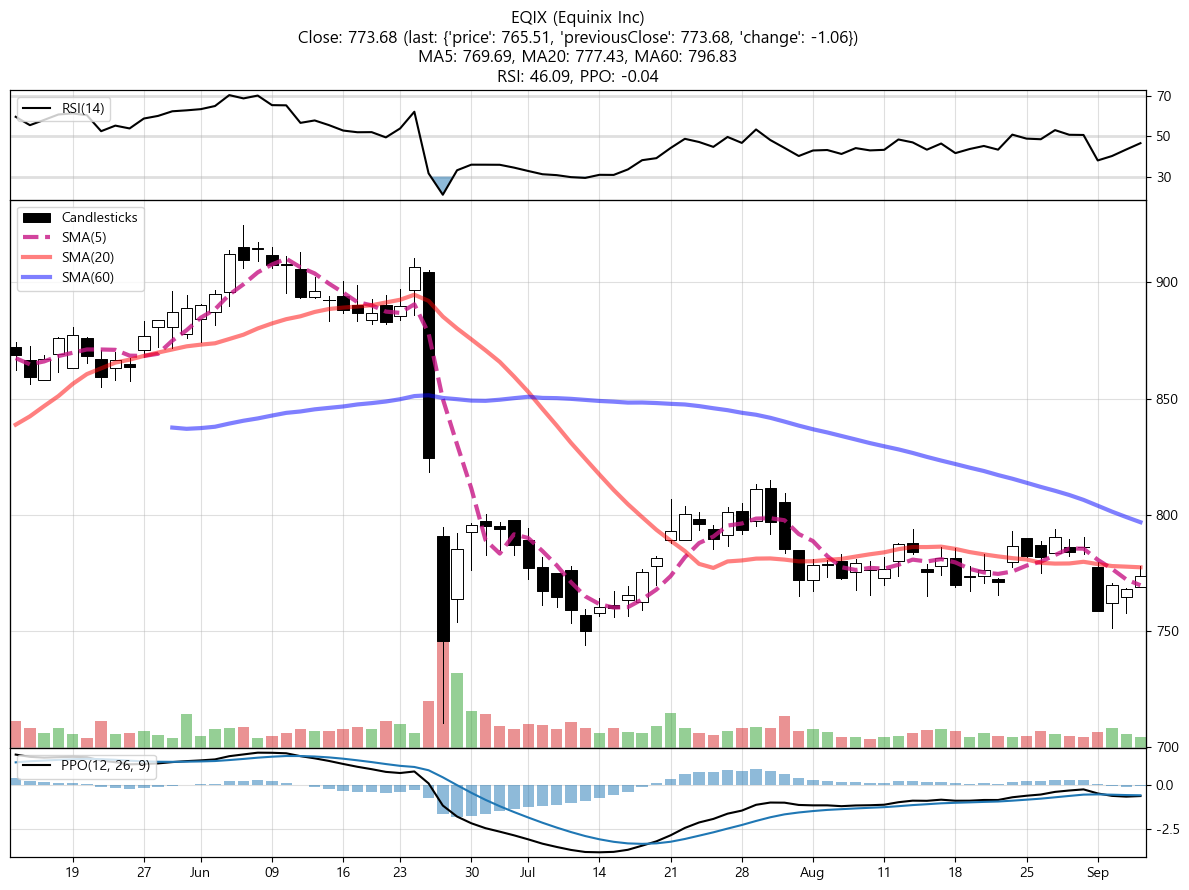 EQIX (Equinix Inc)
Close: 773.68 (last: {'price': 765.51, 'previousClose': 773.68, 'change': -1.06})
MA5: 769.69, MA20: 777.43, MA60: 796.83
RSI: 46.09, PPO: -0.04
RSI(14)
70
50
30
Candlesticks
SMA(5)
SMA(20)
SMA(60)
900
850
800
750
700
PPO(12, 26, 9)
0.0
-2.5
19 27 Jun 09 16 23 30 Jul 14 21 28 Aug 11 18 25 Sep